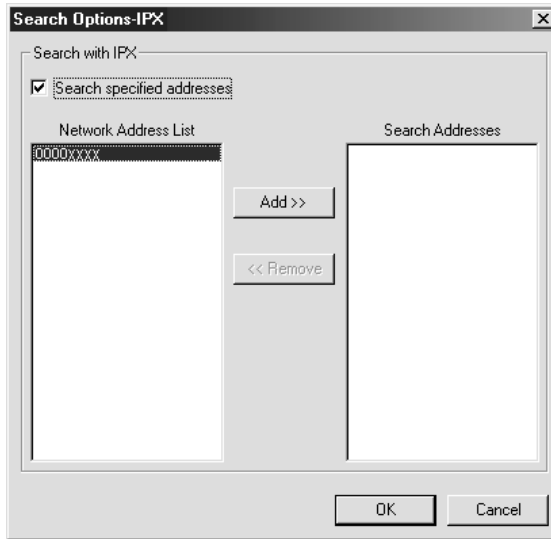 Search Options-IPX
Search with IPX
Search specified addresses
Network Address List
Search Addresses
0000xxxx
Add >>
<< Remove
OK
Cancel